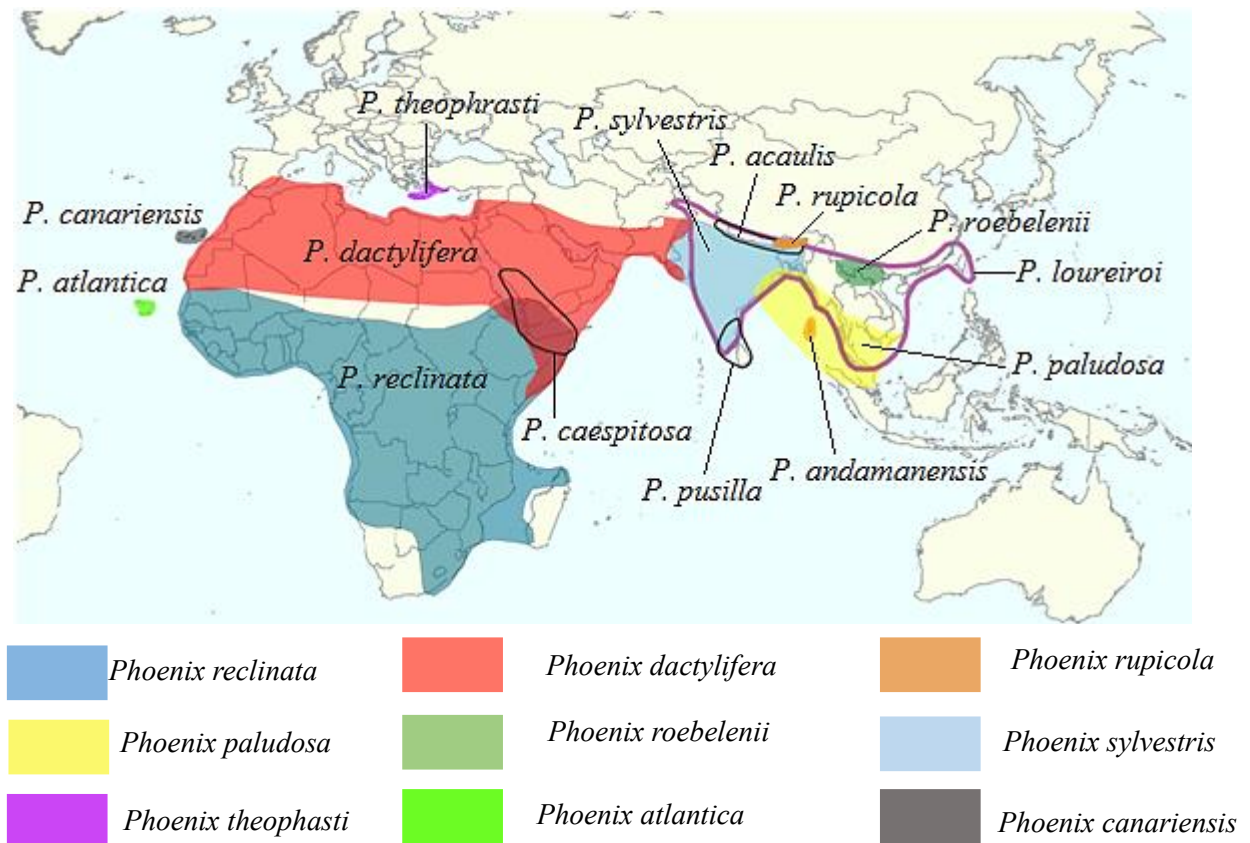 P. theophrasti
P. sylvestris
P. acaulis
P. rupicola
P. canariensis
P. roebelenii
P. dactylifera
P. atlantica
P. loureiroi
P. reclinata
P. paludosa
P. caespitosa
P. andamanensis
P. pusilla
Phoenix reclinata
Phoenix dactylifera
Phoenix rupicola
Phoenix paludosa
Phoenix roebelenii
Phoenix sylvestris
Phoenix theophasti
Phoenix atlantica
Phoenix canariensis